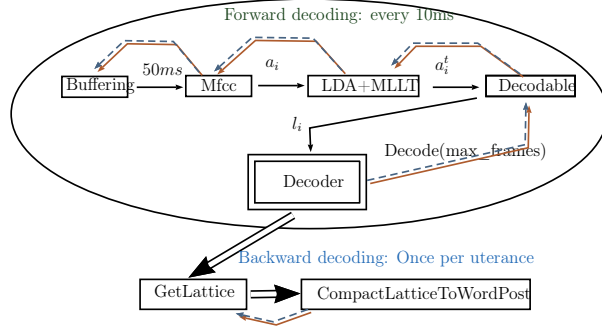 Forward decoding: every 10ms
50ms
a_i
a_i^t
Buffering
Mfcc
LDA+MLLT
Decodable
l_i
Decode(max_frames)
Decoder
Backward decoding: Once per uterance
GetLattice
CompactLatticeToWordPost